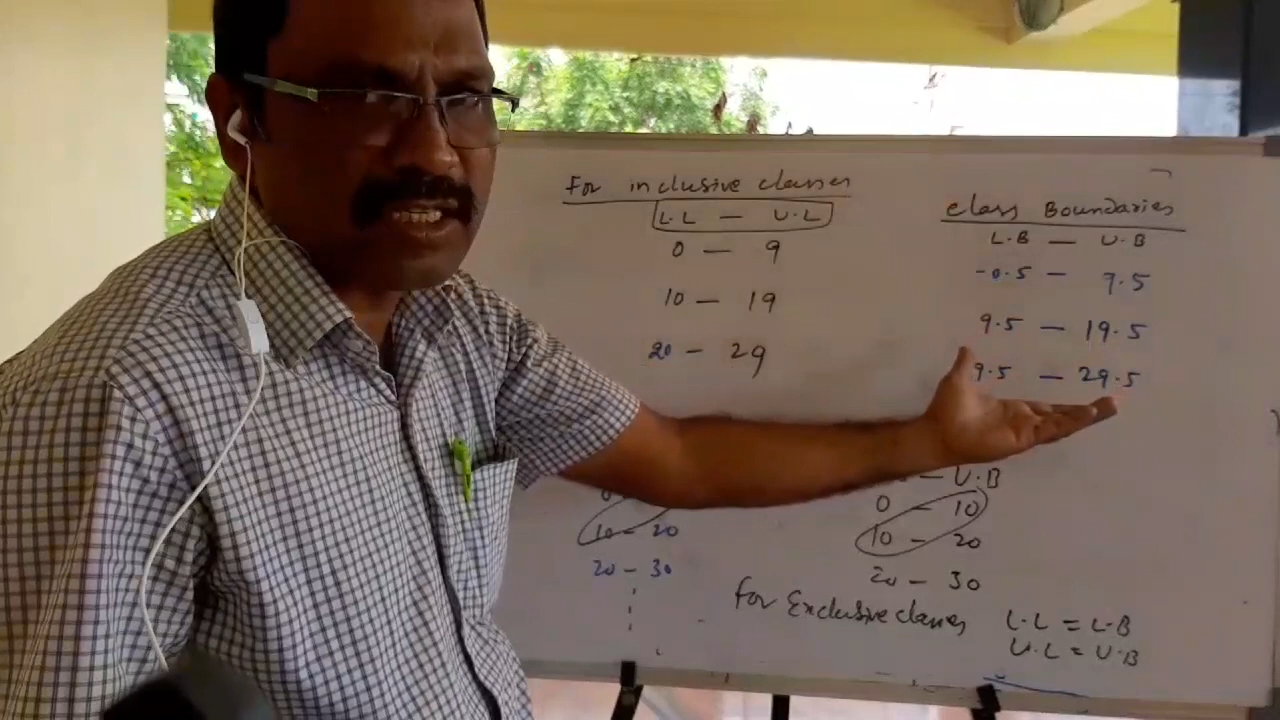 For inclusive classes
L.L — U.L
0 — 9
10 — 19
20 — 29
class Boundaries
L.B — U.B
-0.5 — 9.5
9.5 — 19.5
9.5 — 29.5
10 — 20
20 — 30
— U.B
0 — 10
10 — 20
20 — 30
For Exclusive classes
L.L = L.B
U.L = U.B